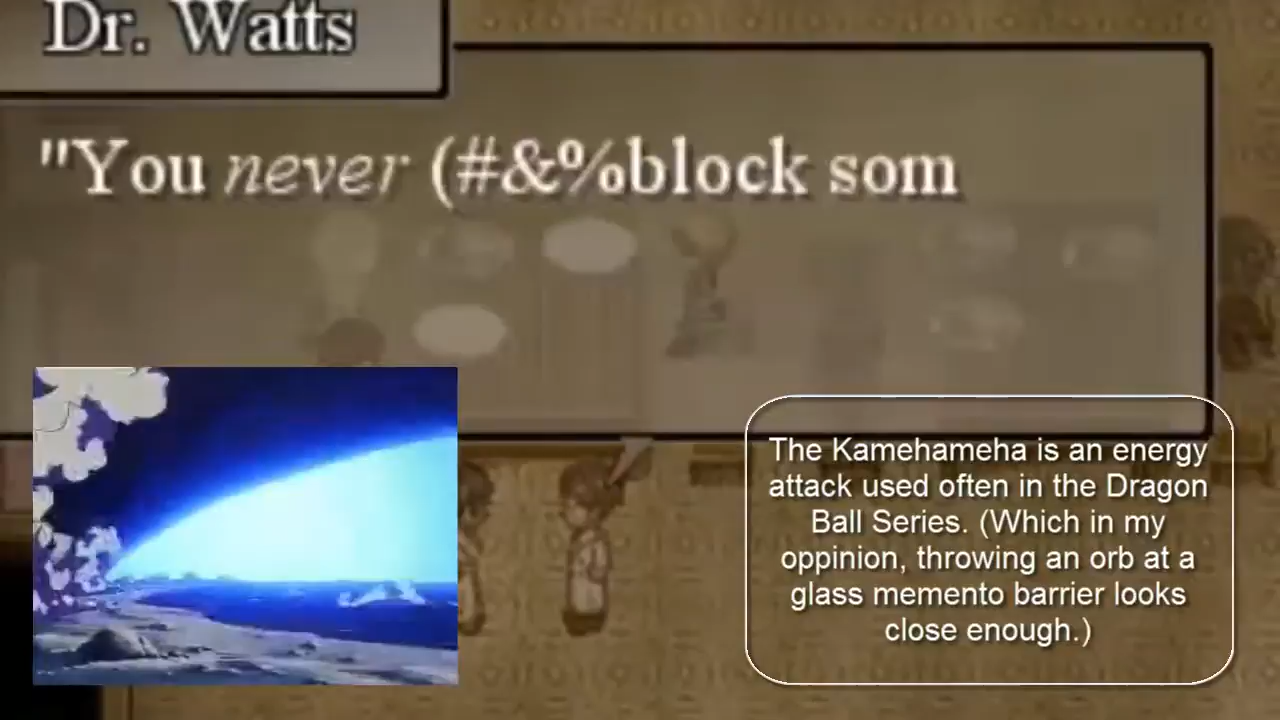 Dr. Watts
"You never (#&%block som
The Kamehameha is an energy
attack used often in the Dragon
Ball Series. (Which in my
oppinion, throwing an orb at a
glass memento barrier looks
close enough.)